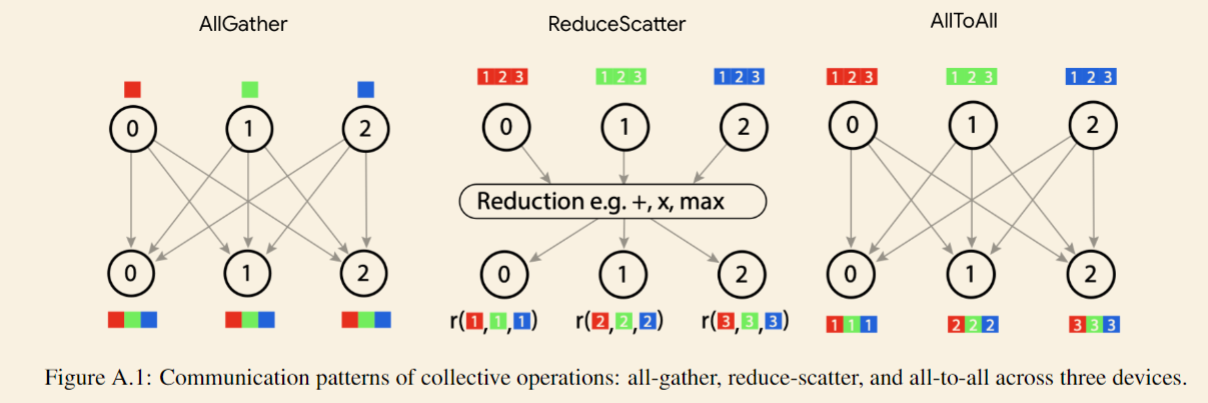 AllGather
ReduceScatter
AllToAll
1 2 3
1 2 3
1 2 3
1 2 3
1 2 3
1 2 3
0
1
2
0
1
2
0
1
2
Reduction e.g. +, x, max
0
1
2
0
1
2
0
1
2
r(1,1,1)
r(2,2,2)
r(3,3,3)
1 1 1
2 2 2
3 3 3
Figure A.1: Communication patterns of collective operations: all-gather, reduce-scatter, and all-to-all across three devices.